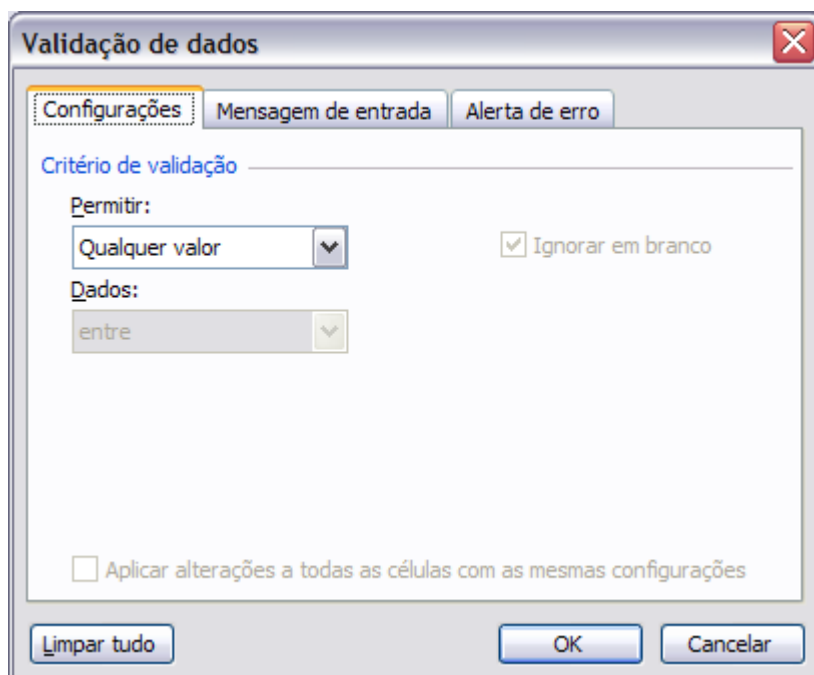 Validação de dados
Configurações
Mensagem de entrada
Alerta de erro
Critério de validação
Permitir:
Qualquer valor
Ignorar em branco
Dados:
entre
Aplicar alterações a todas as células com as mesmas configurações
Limpar tudo
OK
Cancelar